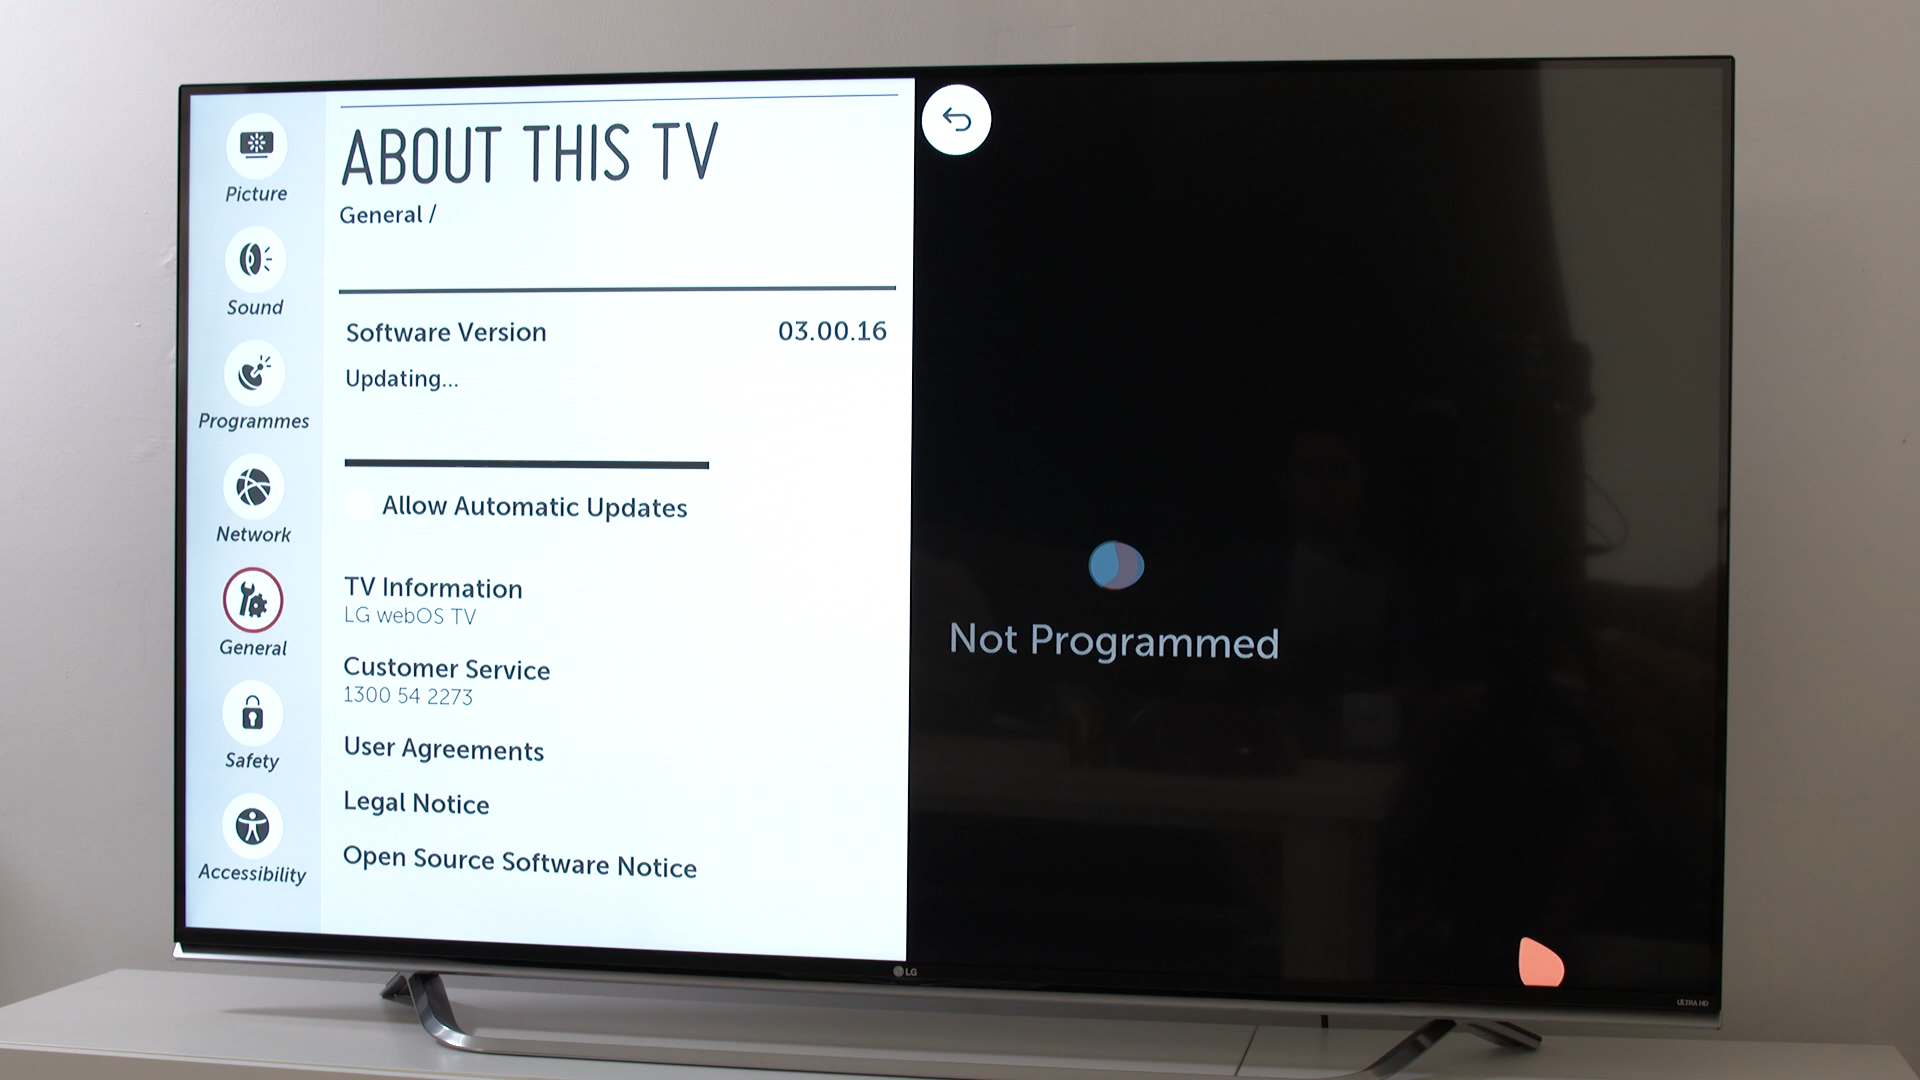 Picture
Sound
Programmes
Network
General
Safety
Accessibility
ABOUT THIS TV
General /
Software Version 03.00.16
Updating...
Allow Automatic Updates
TV Information
LG webOS TV
Customer Service
1300 54 2273
User Agreements
Legal Notice
Open Source Software Notice
Not Programmed
LG
ULTRA HD